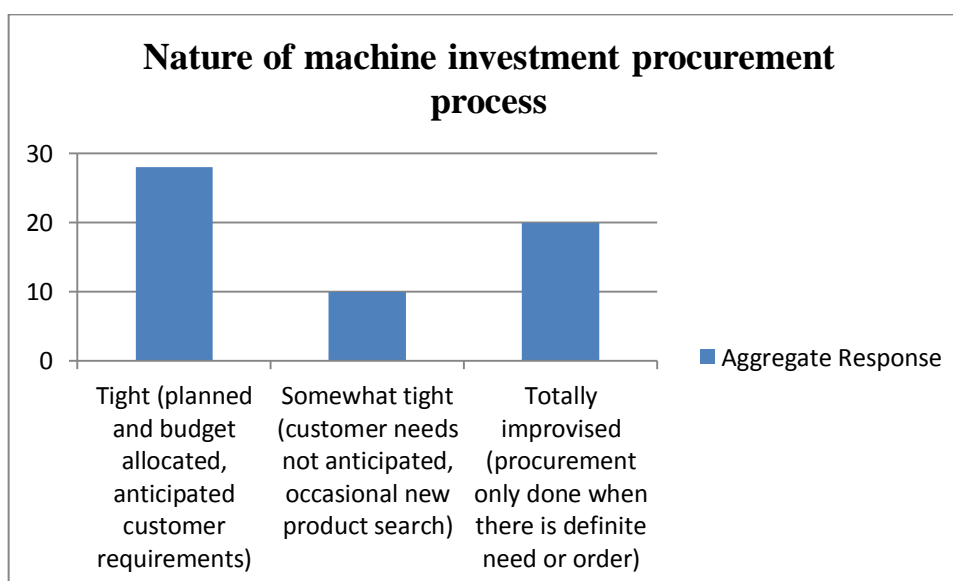 Nature of machine investment procurement
process
30
20
10
0
Aggregate Response
Tight (planned
and budget
allocated,
anticipated
customer
requirements)
Somewhat tight
(customer needs
not anticipated,
occasional new
product search)
Totally
improvised
(procurement
only done when
there is definite
need or order)